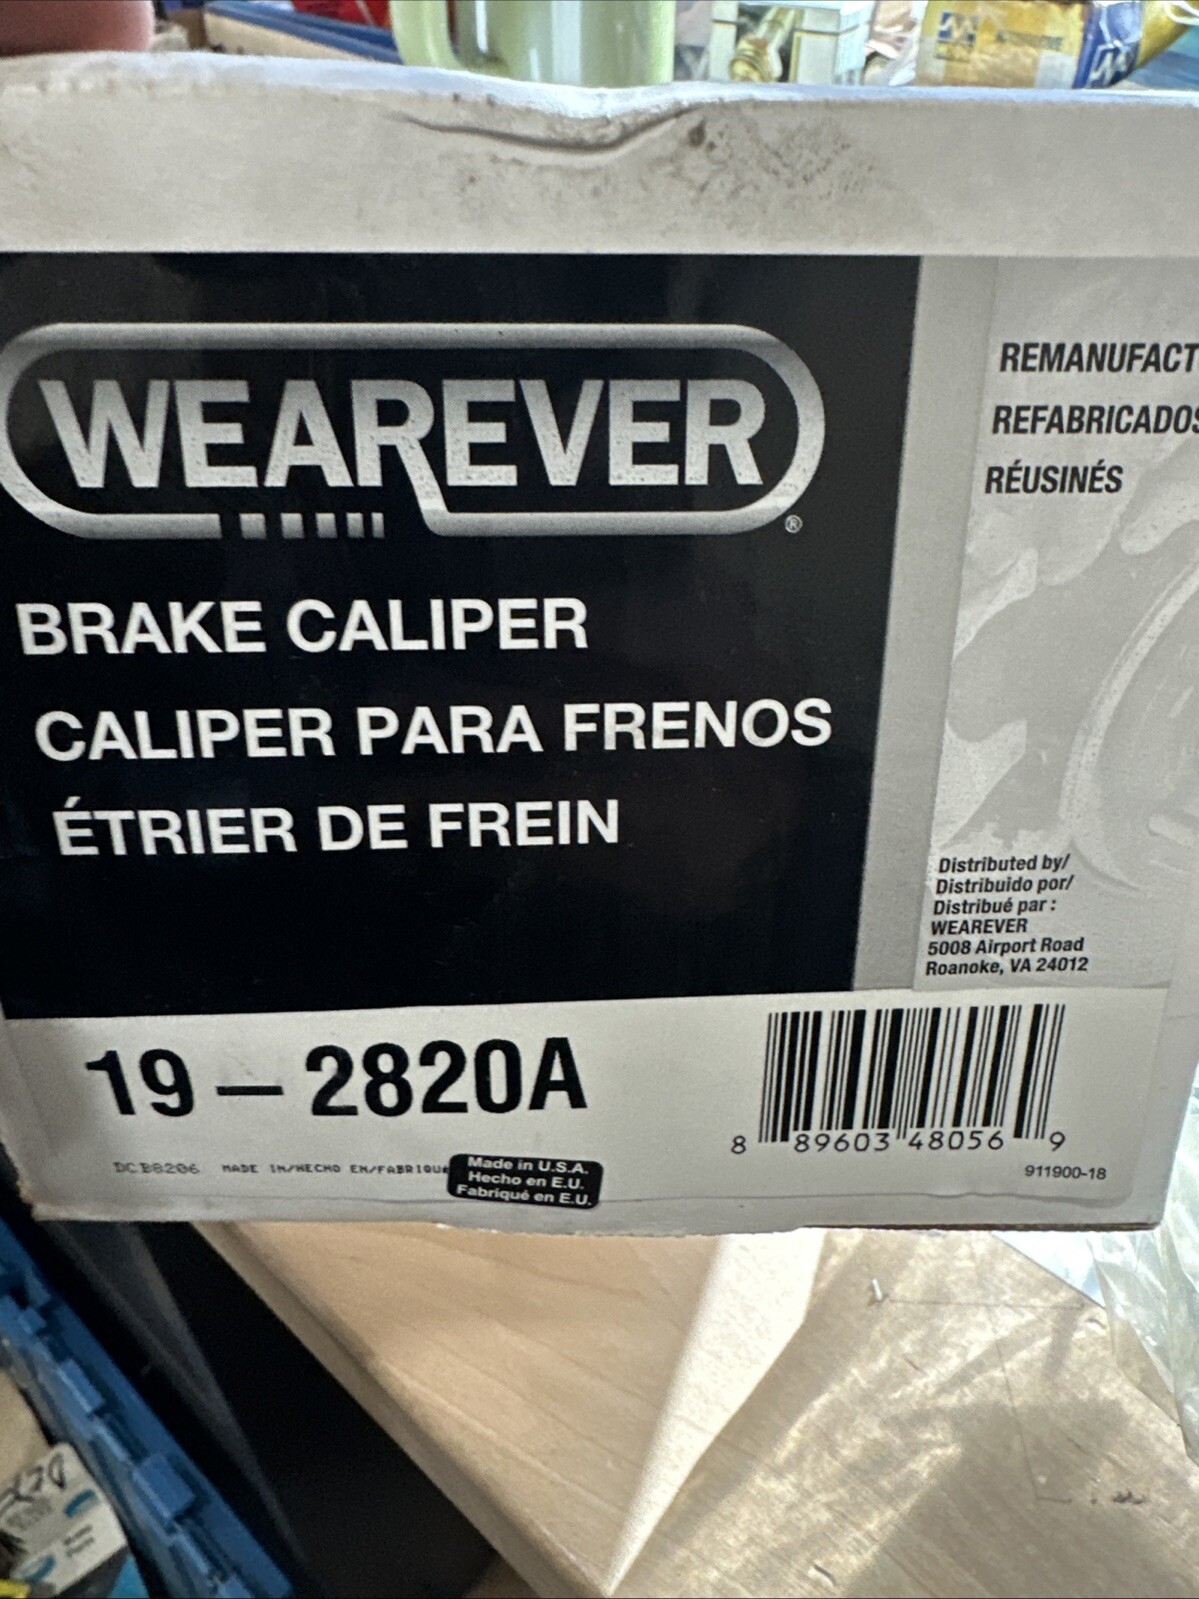 WEAREVER
®
BRAKE CALIPER
CALIPER PARA FRENOS
ÉTRIER DE FREIN
REMANUFACT
REFABRICADOS
RÉUSINÉS
Distributed by/
Distribuido por/
Distribué par :
WEAREVER
5008 Airport Road
Roanoke, VA 24012
19 – 2820A
8 89603 48056 9
911900-18
DCB8206 MADE IN/HECHO EN/FABRIQUÉ
Made in U.S.A.
Hecho en E.U.
Fabriqué en E.U.